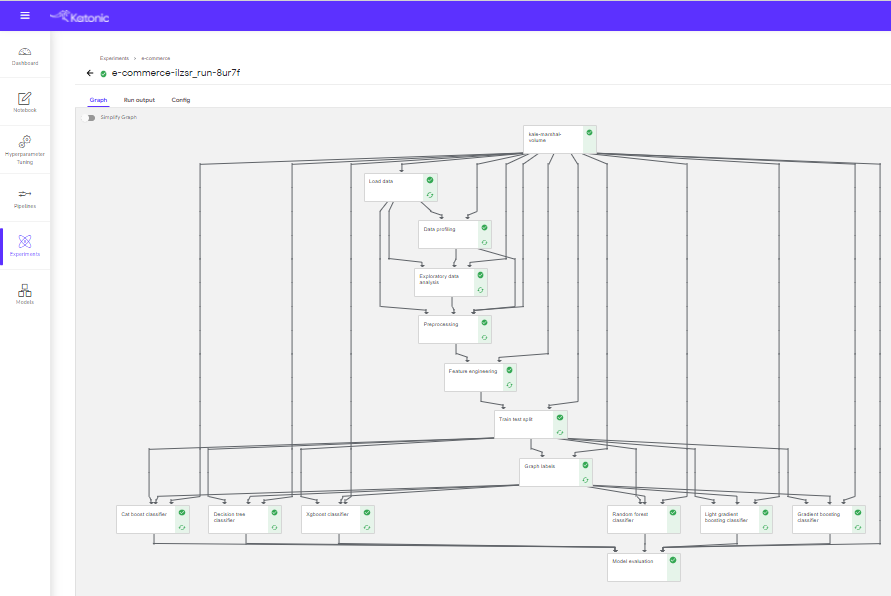 Katonic
Experiments > e-commerce
Dashboard
e-commerce-ilzsr_run-8ur7f
Graph Run output Config
Notebook
Simplify Graph
kale-marshal-
volume
Hyperparameter
Tuning
Load data
Pipelines
Data profiling
Experiments
Exploratory data
analysis
Models
Preprocessing
Feature engineering
Train test split
Graph labels
Cat boost classifier
Decision tree
classifier
Xgboost classifier
Random forest
classifier
Light gradient
boosting classifier
Gradient boosting
classifier
Model evaluation